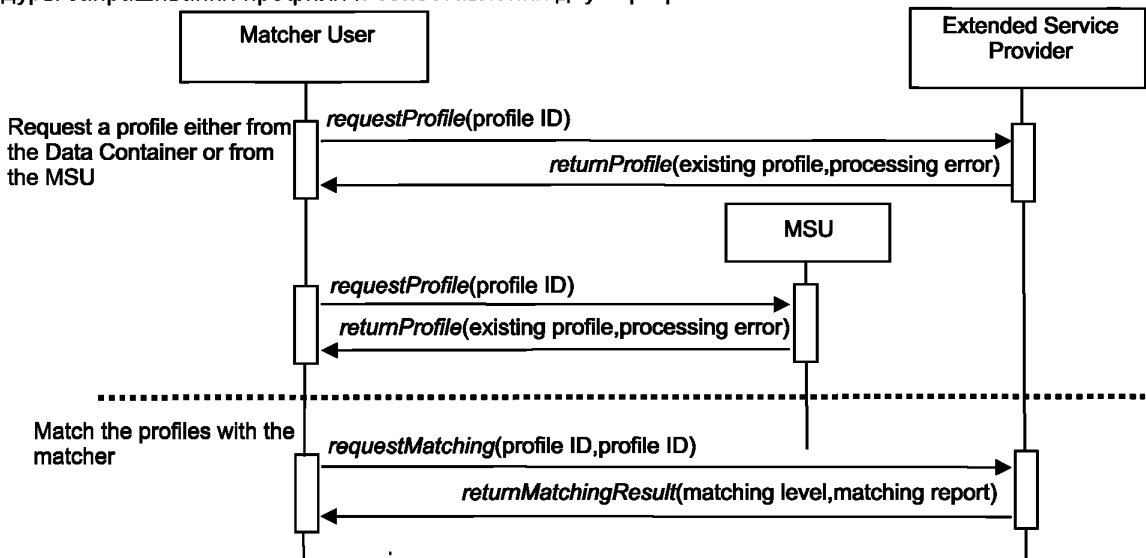 Matcher User
Extended Service
Provider
Request a profile either from
the Data Container or from
the MSU
requestProfile(profile ID)
returnProfile(existing profile,processing error)
MSU
requestProfile(profile ID)
returnProfile(existing profile,processing error)
Match the profiles with the
matcher
requestMatching(profile ID,profile ID)
returnMatchingResult(matching level,matching report)